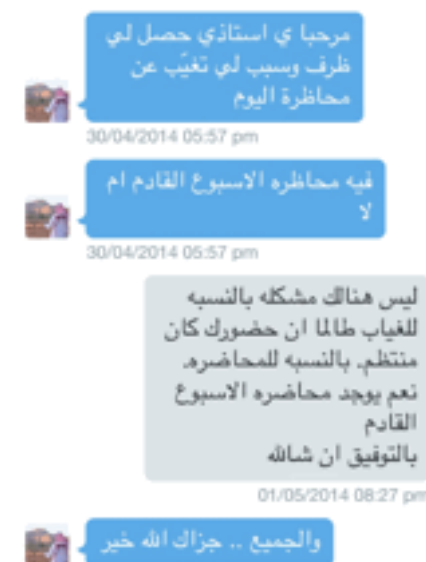 مرحبا ي استاذي حصل لي
ظرف وسبب لي تغيّب عن
محاظرة اليوم
30/04/2014 05:57 pm
فيه محاظره الاسبوع القادم ام
لا
30/04/2014 05:57 pm
ليس هنالك مشكله بالنسبه
للغياب طالما ان حضورك كان
منتظم. بالنسبه للمحاضره.
نعم يوجد محاضره الاسبوع
القادم
بالتوفيق ان شالله
01/05/2014 08:27 pm
والجميع .. جزاك الله خير